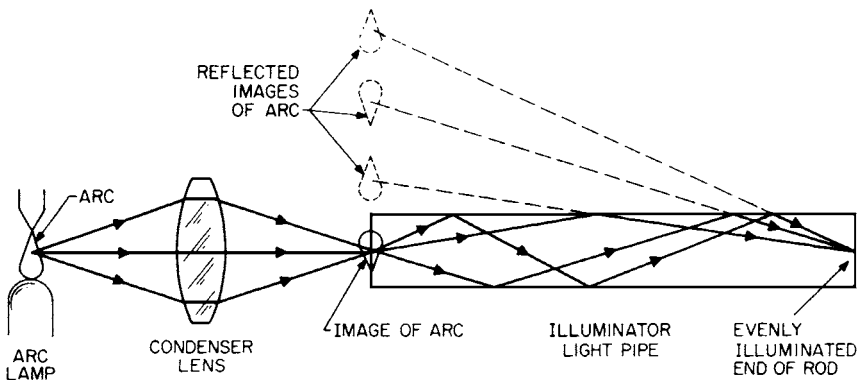 REFLECTED
IMAGES
OF ARC
ARC
IMAGE OF ARC
ARC
LAMP
CONDENSER
LENS
ILLUMINATOR
LIGHT PIPE
EVENLY
ILLUMINATED
END OF ROD